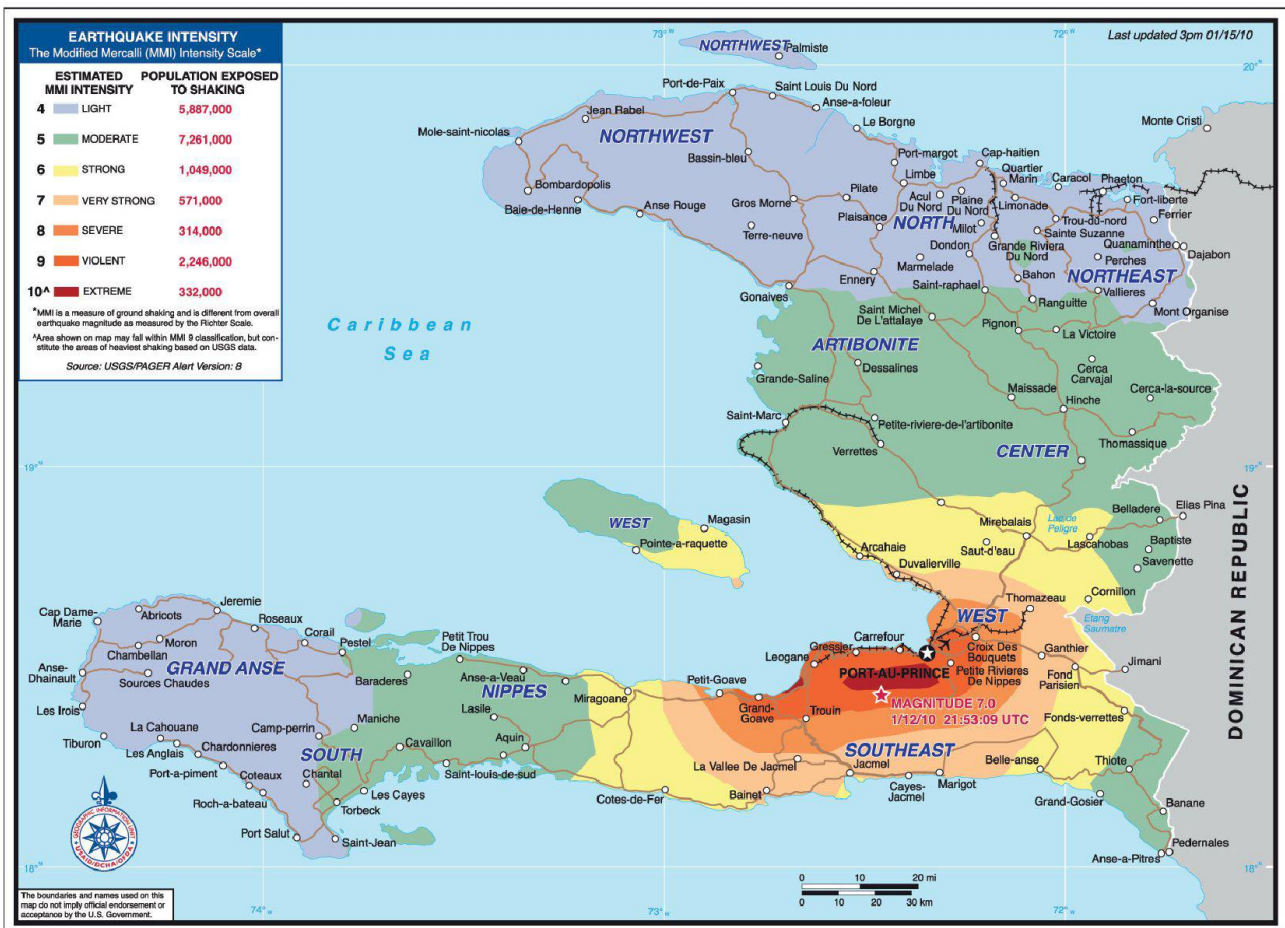 EARTHQUAKE INTENSITY
The Modified Mercalli (MMI) Intensity Scale*
ESTIMATED POPULATION EXPOSED
MMI INTENSITY TO SHAKING
4 LIGHT 5,887,000
5 MODERATE 7,261,000
6 STRONG 1,049,000
7 VERY STRONG 571,000
8 SEVERE 314,000
9 VIOLENT 2,246,000
10^ EXTREME 332,000
*MMI is a measure of ground shaking and is different from overall
earthquake magnitude as measured by the Richter Scale.
^Area shown on map may fall within MMI 9 classification, but con-
stitute the areas of heaviest shaking based on USGS data.
Source: USGS/PAGER Alert Version: 8
Last updated 3pm 01/15/10
73°W
72°W
20°N
NORTHWEST
Palmiste
Port-de-Paix
Saint Louis Du Nord
Anse-a-foleur
Jean Rabel
Le Borgne
Monte Cristi
Mole-saint-nicolas
NORTHWEST
Bassin-bleu
Port-margot
Cap-haitien
Limbe
Quartier
Marin
Caracol
Phaeton
Bombardopolis
Baie-de-Henne
Anse Rouge
Gros Morne
Pilate
Acul
Du Nord
Plaine
Du Nord
Limonade
Fort-liberte
Ferrier
Plaisance
NORTH
Milot
Trou-du-nord
Sainte Suzanne
Terre-neuve
Dondon
Grande Riviera
Du Nord
Quanaminthe
Dajabon
Marmelade
Perches
Ennery
Bahon
NORTHEAST
Gonaives
Saint-raphael
Vallieres
Ranguitte
Mont Organise
Saint Michel
De L'attalaye
Pignon
La Victoire
Caribbean
Sea
ARTIBONITE
Dessalines
Grande-Saline
Cerca
Carvajal
Maissade
Cerca-la-source
Hinche
Saint-Marc
Petite-riviere-de-l'artibonite
Verrettes
Thomassique
CENTER
19°N
19°N
WEST
Magasin
Pointe-a-raquette
Mirebalais
Lac de
Peligre
Belladere
Elias Pina
Arcahaie
Saut-d'eau
Lascahobas
Baptiste
Duvalierville
Savenette
DOMINICAN REPUBLIC
Cornillon
Thomazeau
WEST
Etang
Saumatre
Cap Dame-
Marie
Abricots
Jeremie
Roseaux
Corail
Pestel
Moron
Chambellan
GRAND ANSE
Anse-
Dhainault
Sources Chaudes
Petit Trou
De Nippes
Baraderes
Anse-a-Veau
NIPPES
Miragoane
Petit-Goave
Leogane
Gressier
Carrefour
Croix Des
Bouquets
Ganthier
PORT-AU-PRINCE
Petite Rivieres
De Nippes
Fond
Parisien
Jimani
Les Irois
Lasile
Grand-
Goave
Trouin
MAGNITUDE 7.0
1/12/10 21:53:09 UTC
Fonds-verrettes
Tiburon
La Cahouane
Les Anglais
Chardonnieres
Camp-perrin
Maniche
SOUTH
Cavaillon
Aquin
SOUTHEAST
Port-a-piment
Coteaux
Chantal
Saint-louis-de-sud
La Vallee De Jacmel
Jacmel
Belle-anse
Thiote
Roch-a-bateau
Les Cayes
Torbeck
Cotes-de-Fer
Bainet
Cayes-
Jacmel
Marigot
Grand-Gosier
Banane
Port Salut
Saint-Jean
Pedernales
Anse-a-Pitres
18°N
18°N
74°W
73°W
72°W
0 10 20 mi
0 10 20 30 km
GEOGRAPHIC INFORMATION UNIT
USAID/DCHA/OFDA
The boundaries and names used on this
map do not imply official endorsement or
acceptance by the U.S. Government.